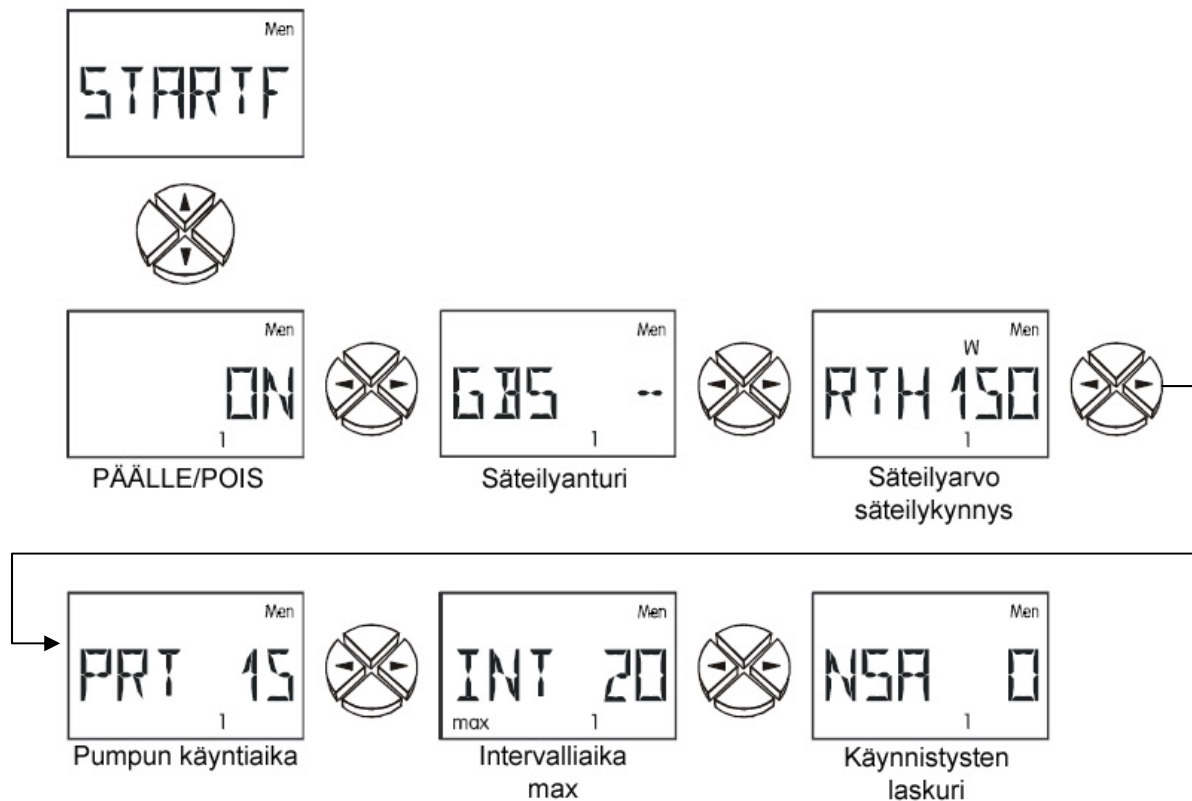 Men
STARTF
Men
ON
1
PÄÄLLE/POIS
Men
GBS --
1
Säteilyanturi
Men
W
RTH 150
1
Säteilyarvo
säteilykynnys
Men
PRT 15
1
Pumpun käyntiaika
Men
INT 20
max 1
Intervalliaika
max
Men
NSA 0
1
Käynnistysten
laskuri